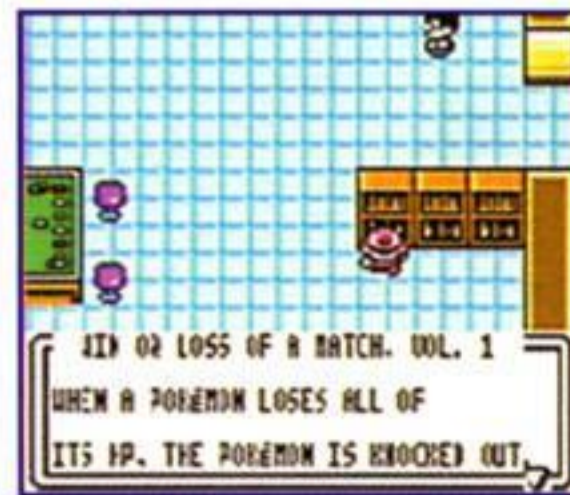 WIN OR LOSS OF A MATCH. VOL. 1
WHEN A POKéMON LOSES ALL OF
ITS HP. THE POKéMON IS KNOCKED OUT.